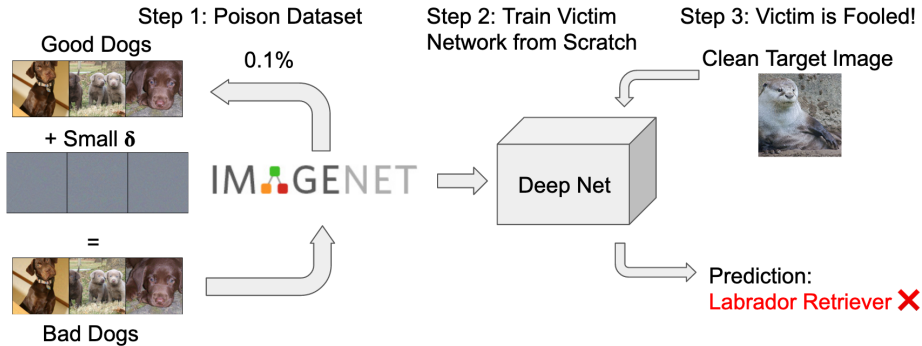 Step 1: Poison Dataset
Good Dogs
0.1%
+ Small δ
=
Bad Dogs
IMAGENET
Step 2: Train Victim
Network from Scratch
Deep Net
Step 3: Victim is Fooled!
Clean Target Image
Prediction:
Labrador Retriever ❌